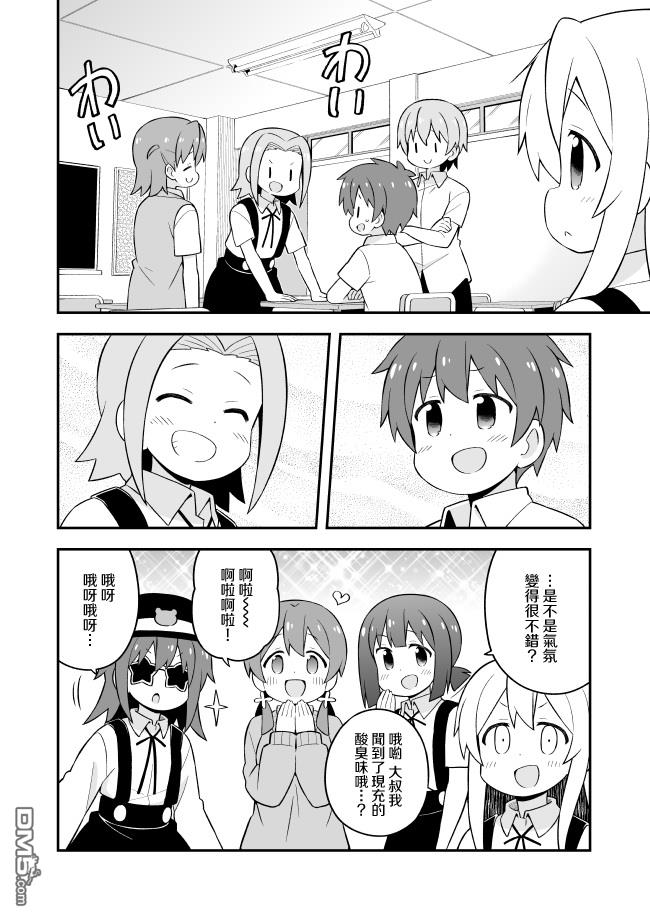 わい
わい
…是不是氣氛
變得很不錯？
哦喲 大叔我
聞到了現充的
酸臭味哦…？
啊啦～～
啊啦啊啦！
哦呀
哦呀哦呀…
DM5.com